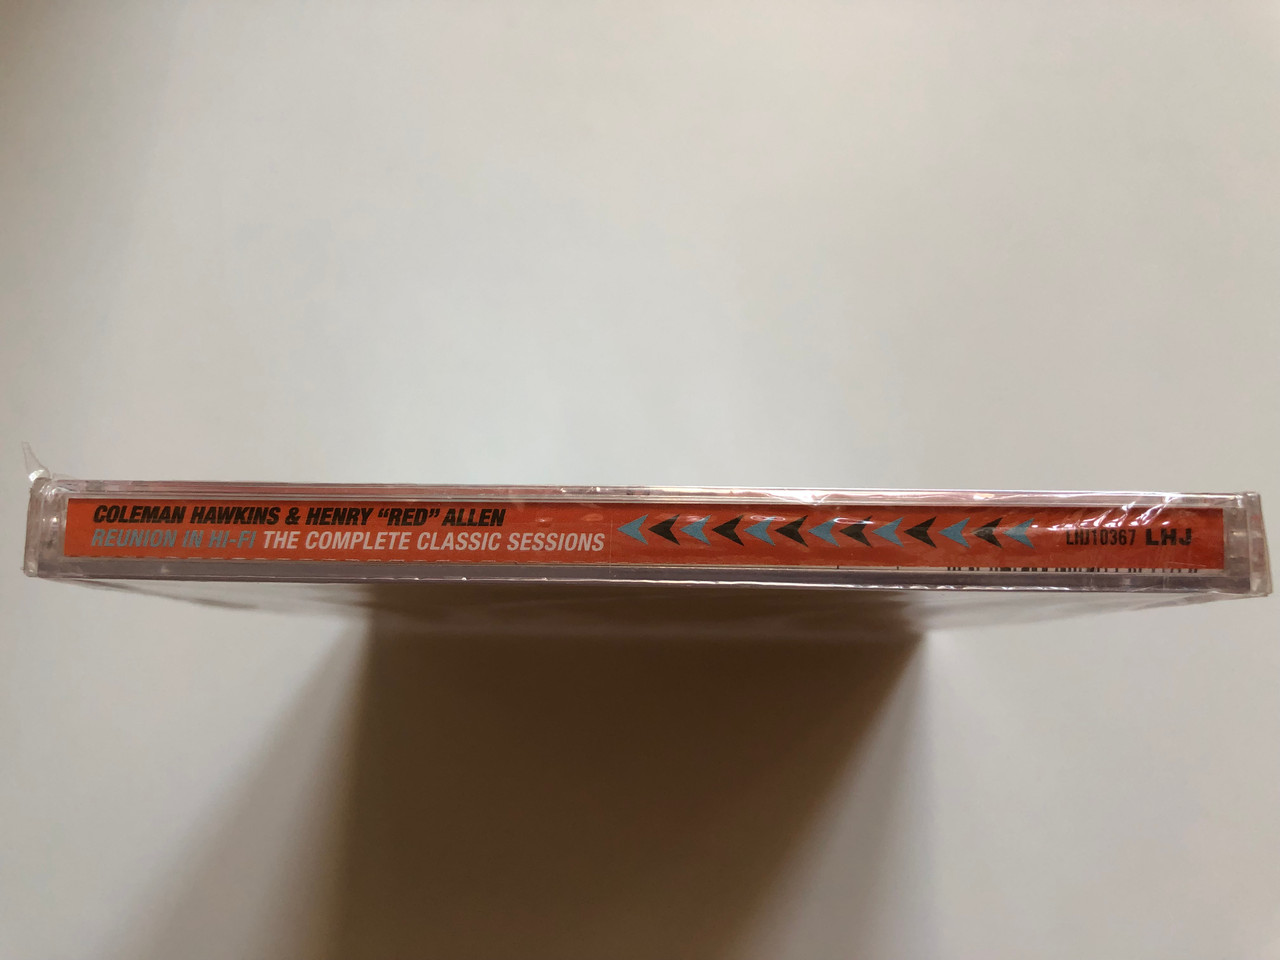 COLEMAN HAWKINS & HENRY “RED” ALLEN
REUNION IN HI-FI THE COMPLETE CLASSIC SESSIONS
LHJ10367 LHJ